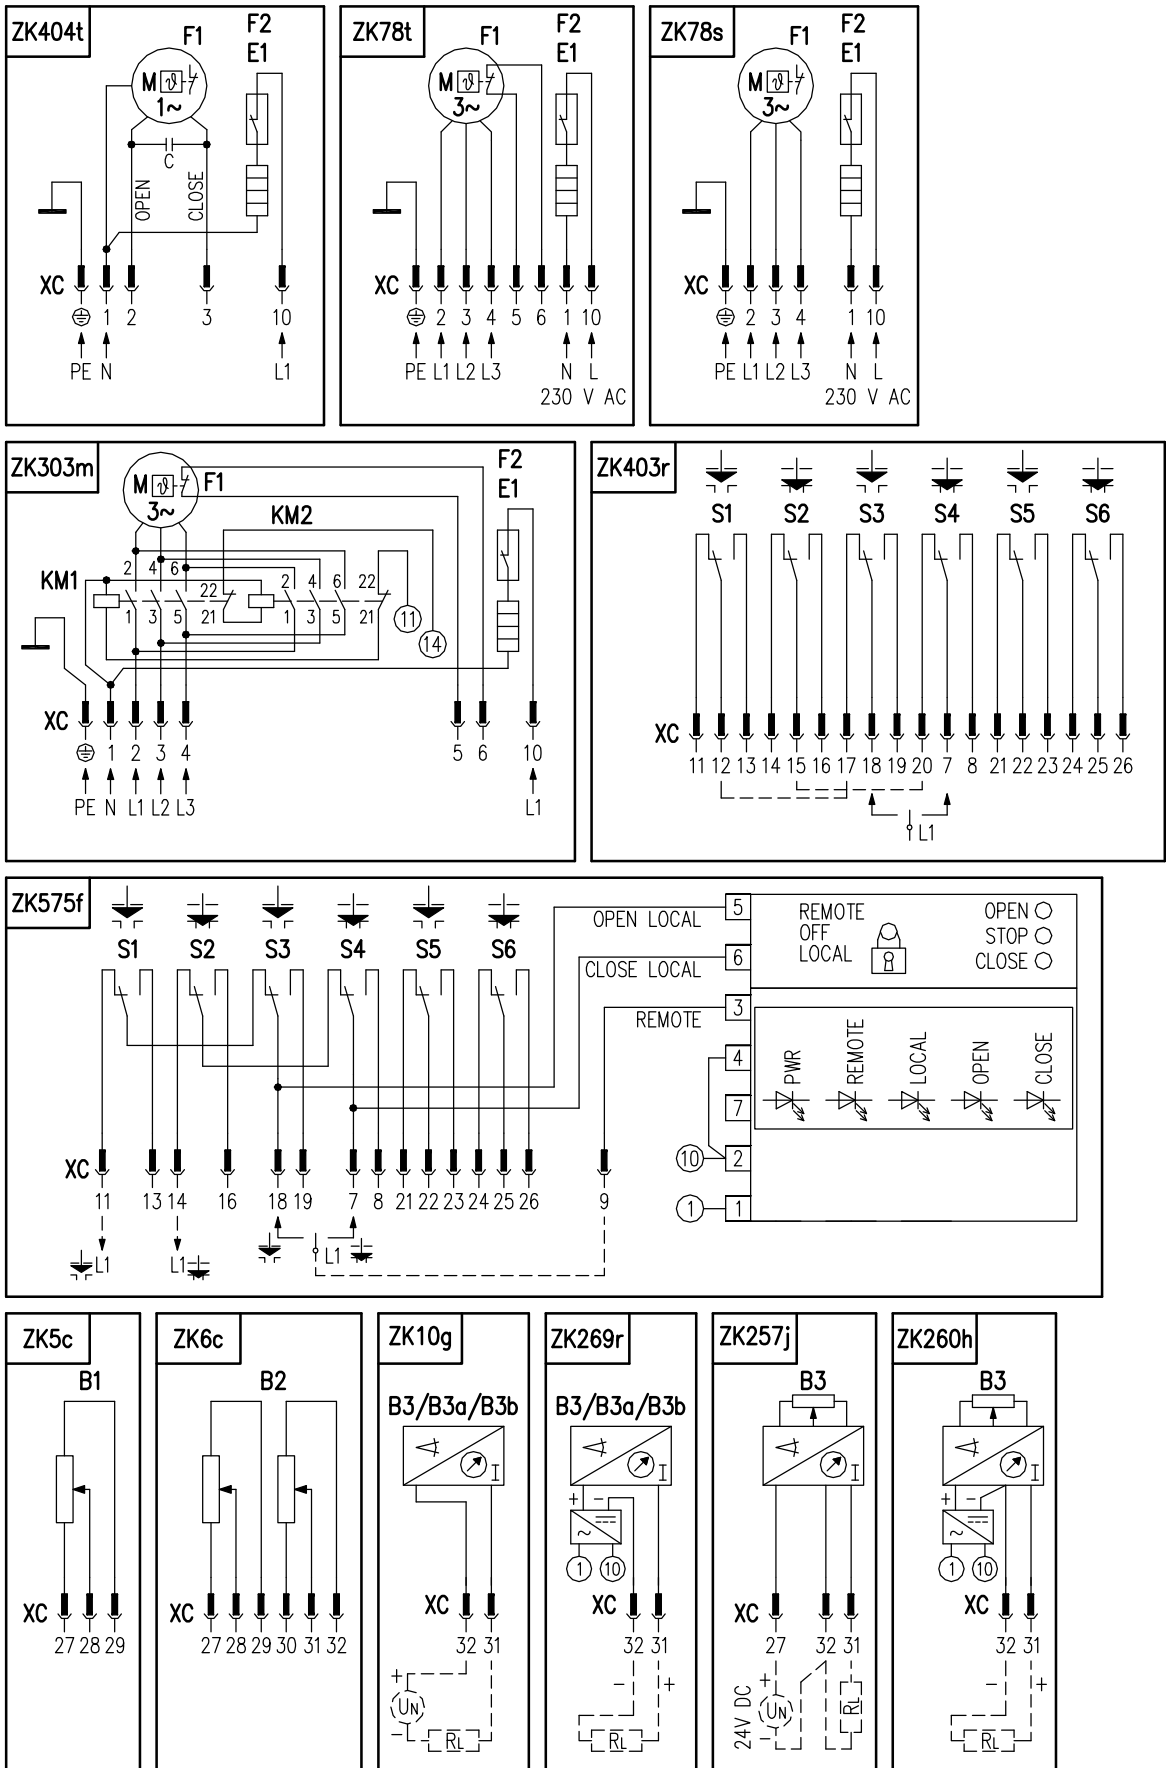 ZK404t
F1
F2
E1
M ϑ
1~
C
OPEN
CLOSE
XC
1 2 3 10
PE N L1
ZK78t
F1
F2
E1
M ϑ
3~
XC
2 3 4 5 6 1 10
PE L1 L2 L3 N L
230 V AC
ZK78s
F1
F2
E1
M ϑ
3~
XC
2 3 4 1 10
PE L1 L2 L3 N L
230 V AC
ZK303m
M ϑ
3~
F1
F2
E1
KM2
KM1
2 4 6 22 2 4 6 22
1 3 5 21 1 3 5 21
11
14
XC
1 2 3 4 5 6 10
PE N L1 L2 L3 L1
ZK403r
S1 S2 S3 S4 S5 S6
XC
11 12 13 14 15 16 17 18 19 20 7 8 21 22 23 24 25 26
L1
ZK575f
S1 S2 S3 S4 S5 S6
OPEN LOCAL
CLOSE LOCAL
REMOTE
5
6
3
4
7
2
1
10
1
REMOTE
OFF
LOCAL
OPEN
STOP
CLOSE
PWR
REMOTE
LOCAL
OPEN
CLOSE
XC
11 13 14 16 18 19 7 8 21 22 23 24 25 26 9
L1 L1 L1
ZK5c
B1
XC
27 28 29
ZK6c
B2
XC
27 28 29 30 31 32
ZK10g
B3/B3a/B3b
I
XC
32 31
+
UN
-
RL
ZK269r
B3/B3a/B3b
I
+ -
~
1 10
XC
32 31
- +
RL
ZK257j
B3
I
XC
27 32 31
24V DC
+
UN
-
RL
ZK260h
B3
I
+ -
~
1 10
XC
32 31
- +
RL